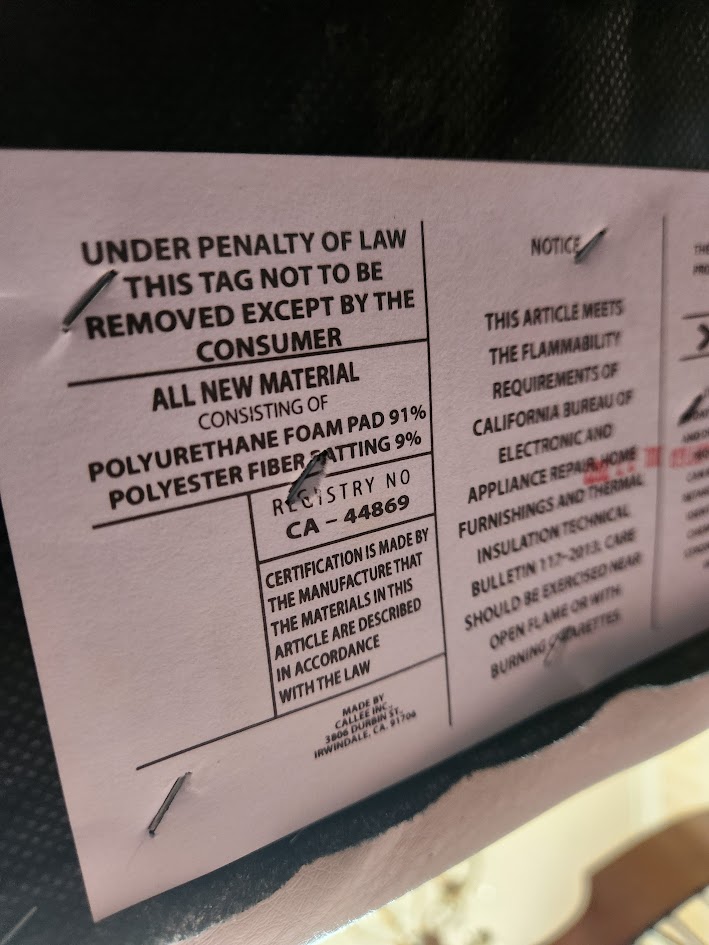 UNDER PENALTY OF LAW
THIS TAG NOT TO BE
REMOVED EXCEPT BY THE
CONSUMER
ALL NEW MATERIAL
CONSISTING OF
POLYURETHANE FOAM PAD 91%
POLYESTER FIBER BATTING 9%
REGISTRY NO
CA - 44869
CERTIFICATION IS MADE BY
THE MANUFACTURE THAT
THE MATERIALS IN THIS
ARTICLE ARE DESCRIBED
IN ACCORDANCE
WITH THE LAW
MADE BY
CALLEE INC.
3806 DURBIN ST.
IRWINDALE, CA. 91706
NOTICE
THIS ARTICLE MEETS
THE FLAMMABILITY
REQUIREMENTS OF
CALIFORNIA BUREAU OF
ELECTRONIC AND
APPLIANCE REPAIR, HOME
FURNISHINGS AND THERMAL
INSULATION TECHNICAL
BULLETIN 117-2013. CARE
SHOULD BE EXERCISED NEAR
OPEN FLAME OR WITH
BURNING CIGARETTES.